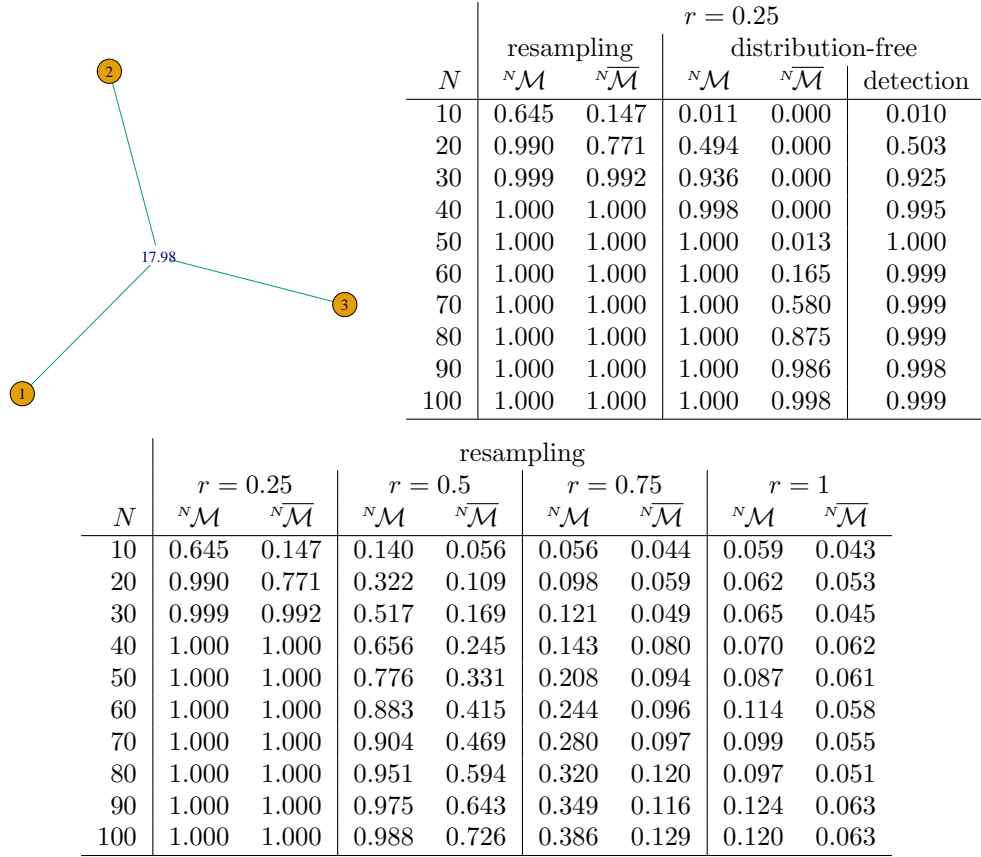 2
17.98
3
1
r = 0.25
resampling distribution-free
N ᴺℳ ᴺℳ̅ ᴺℳ ᴺℳ̅ detection
10 0.645 0.147 0.011 0.000 0.010
20 0.990 0.771 0.494 0.000 0.503
30 0.999 0.992 0.936 0.000 0.925
40 1.000 1.000 0.998 0.000 0.995
50 1.000 1.000 1.000 0.013 1.000
60 1.000 1.000 1.000 0.165 0.999
70 1.000 1.000 1.000 0.580 0.999
80 1.000 1.000 1.000 0.875 0.999
90 1.000 1.000 1.000 0.986 0.998
100 1.000 1.000 1.000 0.998 0.999
resampling
r = 0.25 r = 0.5 r = 0.75 r = 1
N ᴺℳ ᴺℳ̅ ᴺℳ ᴺℳ̅ ᴺℳ ᴺℳ̅ ᴺℳ ᴺℳ̅
10 0.645 0.147 0.140 0.056 0.056 0.044 0.059 0.043
20 0.990 0.771 0.322 0.109 0.098 0.059 0.062 0.053
30 0.999 0.992 0.517 0.169 0.121 0.049 0.065 0.045
40 1.000 1.000 0.656 0.245 0.143 0.080 0.070 0.062
50 1.000 1.000 0.776 0.331 0.208 0.094 0.087 0.061
60 1.000 1.000 0.883 0.415 0.244 0.096 0.114 0.058
70 1.000 1.000 0.904 0.469 0.280 0.097 0.099 0.055
80 1.000 1.000 0.951 0.594 0.320 0.120 0.097 0.051
90 1.000 1.000 0.975 0.643 0.349 0.116 0.124 0.063
100 1.000 1.000 0.988 0.726 0.386 0.129 0.120 0.063